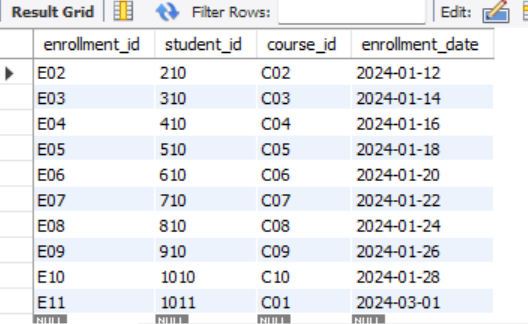 Result Grid Filter Rows: Edit:
enrollment_id student_id course_id enrollment_date
E02 210 C02 2024-01-12
E03 310 C03 2024-01-14
E04 410 C04 2024-01-16
E05 510 C05 2024-01-18
E06 610 C06 2024-01-20
E07 710 C07 2024-01-22
E08 810 C08 2024-01-24
E09 910 C09 2024-01-26
E10 1010 C10 2024-01-28
E11 1011 C01 2024-03-01
NULL NULL NULL NULL